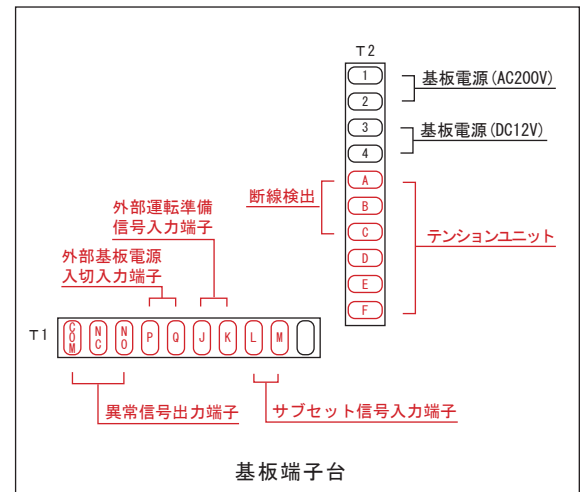 T2
1
基板電源(AC200V)
2
3
基板電源(DC12V)
4
A
断線検出
B
外部運転準備
信号入力端子
C
テンションユニット
D
外部基板電源
入切入力端子
E
F
T1
COM
NC
NO
P
Q
J
K
L
M
異常信号出力端子
サブセット信号入力端子
基板端子台